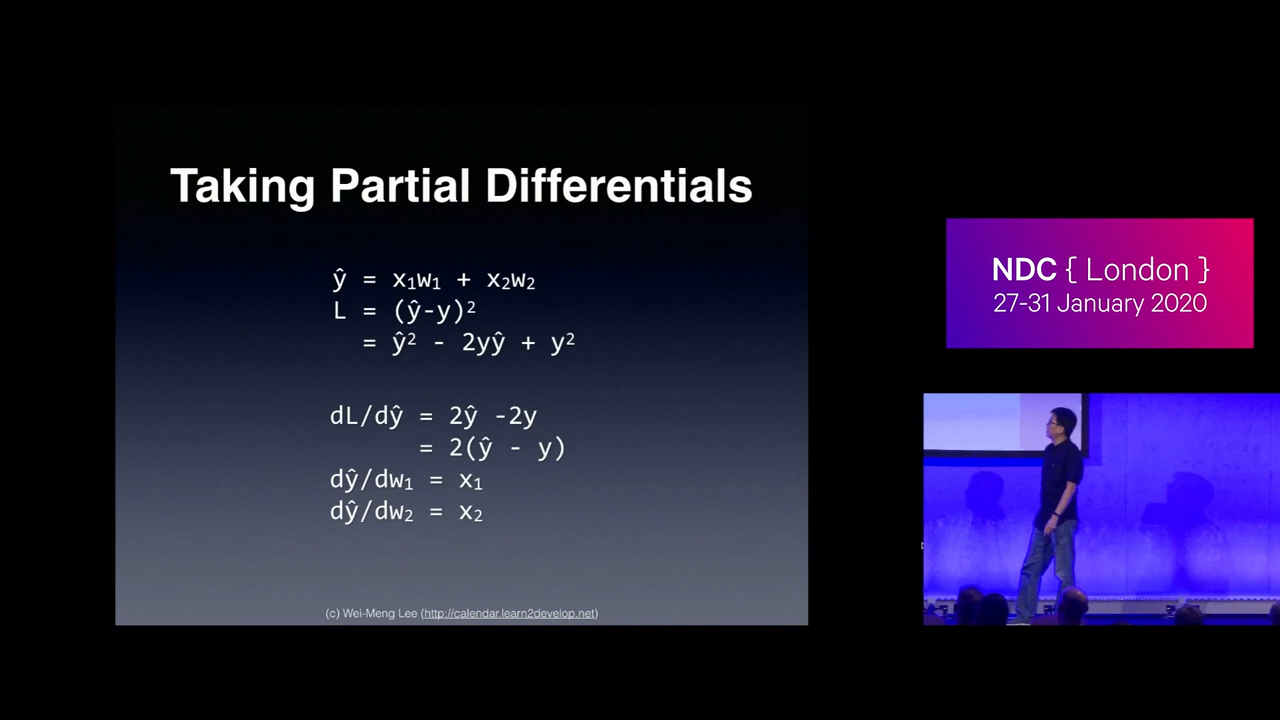 Taking Partial Differentials
ŷ = x₁w₁ + x₂w₂
L = (ŷ-y)²
= ŷ² - 2yŷ + y²
dL/dŷ = 2ŷ -2y
= 2(ŷ - y)
dŷ/dw₁ = x₁
dŷ/dw₂ = x₂
(c) Wei-Meng Lee (http://calendar.learn2develop.net)
NDC { London }
27-31 January 2020